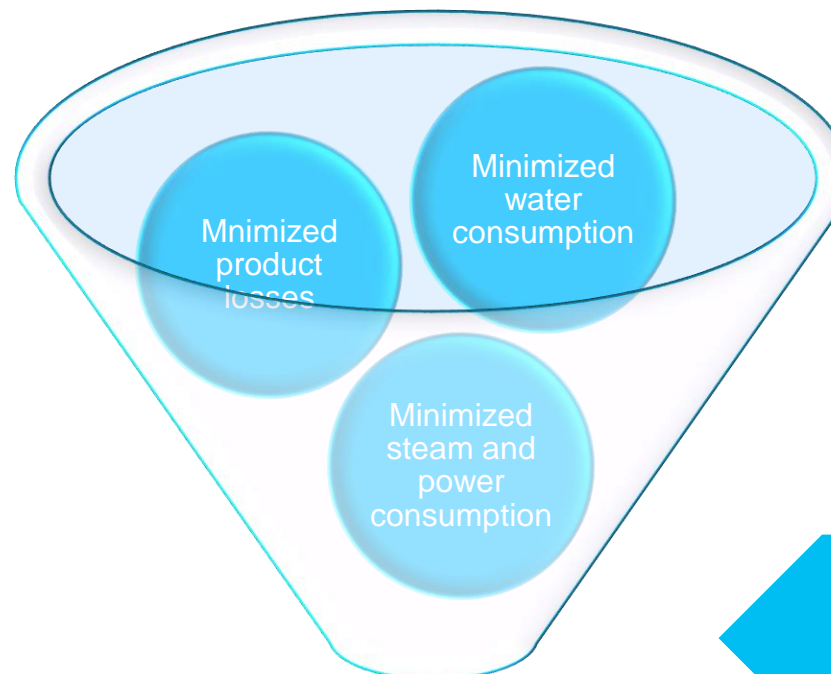 Mnimized
product
losses
Minimized
water
consumption
Minimized
steam and
power
consumption